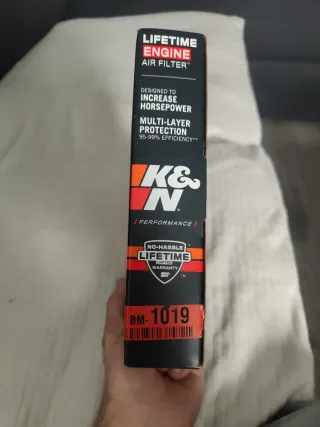 LIFETIME
ENGINE
AIR FILTER™
DESIGNED TO
INCREASE
HORSEPOWER
MULTI-LAYER
PROTECTION
95-99% EFFICIENCY**
K&
N®
/PERFORMANCE/
NO-HASSLE
LIFETIME
WARRANTY
K&N
™
BM-1019